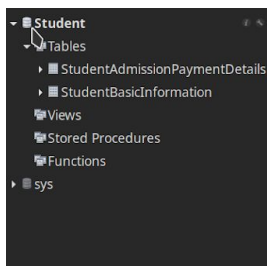 Student
Tables
StudentAdmissionPaymentDetails
StudentBasicInformation
Views
Stored Procedures
Functions
sys